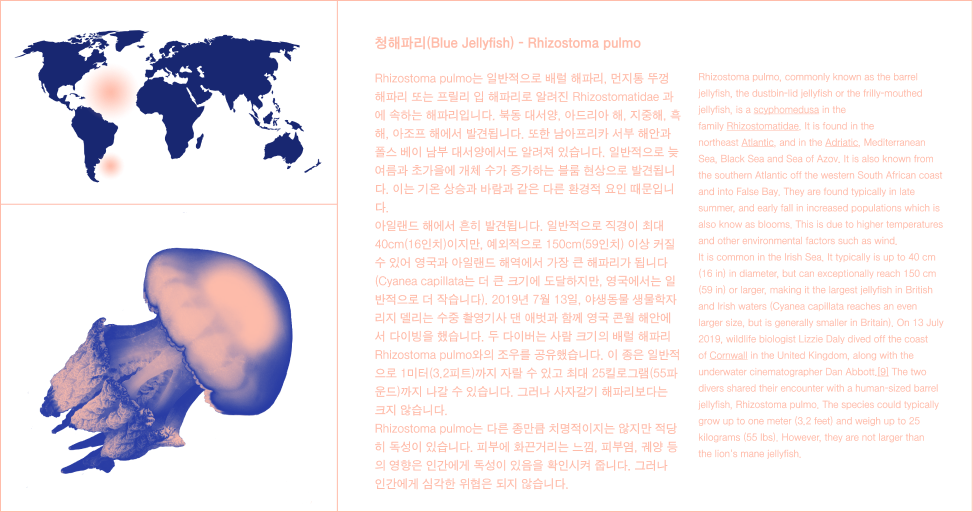 청해파리(Blue Jellyfish) - Rhizostoma pulmo
Rhizostoma pulmo는 일반적으로 배럴 해파리, 먼지통 뚜껑
해파리 또는 프릴리 입 해파리로 알려진 Rhizostomatidae 과
에 속하는 해파리입니다. 북동 대서양, 아드리아 해, 지중해, 흑
해, 아조프 해에서 발견됩니다. 또한 남아프리카 서부 해안과
폴스 베이 남부 대서양에서도 알려져 있습니다. 일반적으로 늦
여름과 초가을에 개체 수가 증가하는 블룸 현상으로 발견됩니
다. 이는 기온 상승과 바람과 같은 다른 환경적 요인 때문입니
다.
아일랜드 해에서 흔히 발견됩니다. 일반적으로 직경이 최대
40cm(16인치)이지만, 예외적으로 150cm(59인치) 이상 커질
수 있어 영국과 아일랜드 해역에서 가장 큰 해파리가 됩니다
(Cyanea capillata는 더 큰 크기에 도달하지만, 영국에서는 일
반적으로 더 작습니다). 2019년 7월 13일, 야생동물 생물학자
리지 델리는 수중 촬영기사 댄 애벗과 함께 영국 콘월 해안에
서 다이빙을 했습니다. 두 다이버는 사람 크기의 배럴 해파리
Rhizostoma pulmo와의 조우를 공유했습니다. 이 종은 일반적
으로 1미터(3.2피트)까지 자랄 수 있고 최대 25킬로그램(55파
운드)까지 나갈 수 있습니다. 그러나 사자갈기 해파리보다는
크지 않습니다.
Rhizostoma pulmo는 다른 종만큼 치명적이지는 않지만 적당
히 독성이 있습니다. 피부에 화끈거리는 느낌, 피부염, 궤양 등
의 영향은 인간에게 독성이 있음을 확인시켜 줍니다. 그러나
인간에게 심각한 위협은 되지 않습니다.
Rhizostoma pulmo, commonly known as the barrel
jellyfish, the dustbin-lid jellyfish or the frilly-mouthed
jellyfish, is a scyphomedusa in the
family Rhizostomatidae. It is found in the
northeast Atlantic, and in the Adriatic, Mediterranean
Sea, Black Sea and Sea of Azov. It is also known from
the southern Atlantic off the western South African coast
and into False Bay. They are found typically in late
summer, and early fall in increased populations which is
also know as blooms. This is due to higher temperatures
and other environmental factors such as wind.
It is common in the Irish Sea. It typically is up to 40 cm
(16 in) in diameter, but can exceptionally reach 150 cm
(59 in) or larger, making it the largest jellyfish in British
and Irish waters (Cyanea capillata reaches an even
larger size, but is generally smaller in Britain). On 13 July
2019, wildlife biologist Lizzie Daly dived off the coast
of Cornwall in the United Kingdom, along with the
underwater cinematographer Dan Abbott.[9] The two
divers shared their encounter with a human-sized barrel
jellyfish, Rhizostoma pulmo. The species could typically
grow up to one meter (3.2 feet) and weigh up to 25
kilograms (55 lbs). However, they are not larger than
the lion's mane jellyfish.